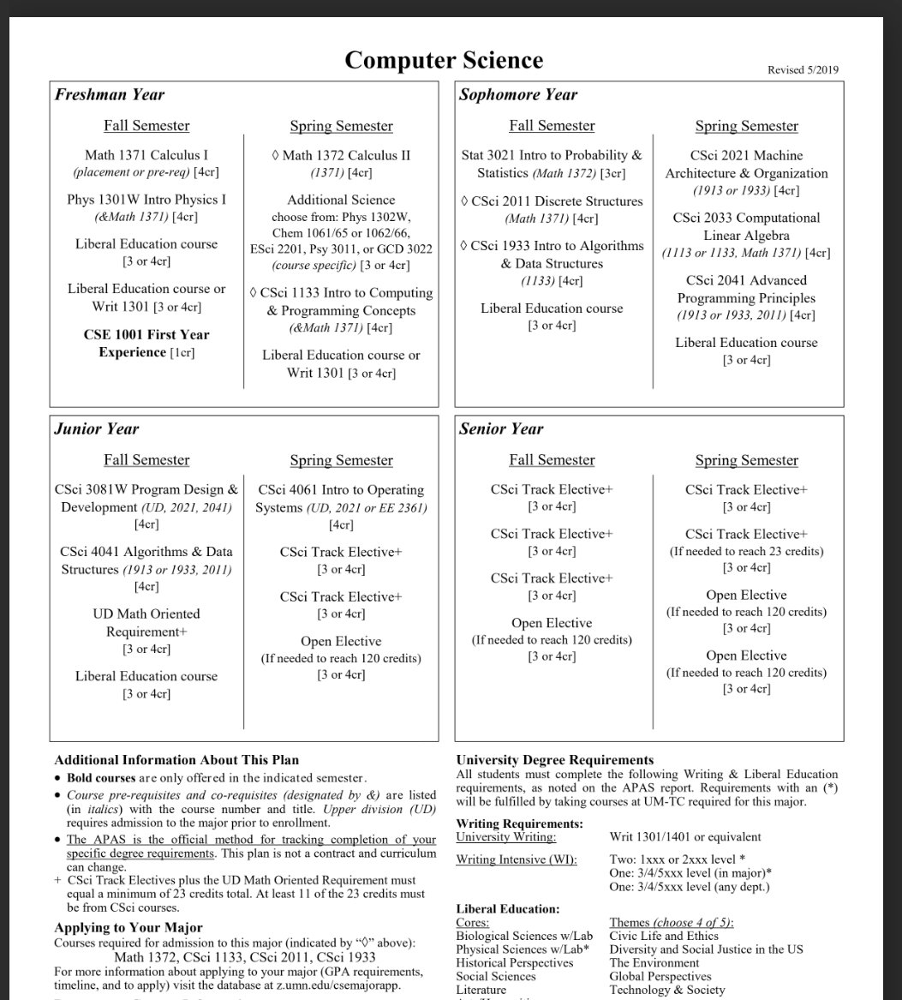 Computer Science
Revised 5/2019
Freshman Year
Fall Semester
Math 1371 Calculus I
(placement or pre-req) [4cr]
Phys 1301W Intro Physics I
(&Math 1371) [4cr]
Liberal Education course
[3 or 4cr]
Liberal Education course or
Writ 1301 [3 or 4cr]
CSE 1001 First Year
Experience [1cr]
Spring Semester
◊ Math 1372 Calculus II
(1371) [4cr]
Additional Science
choose from: Phys 1302W,
Chem 1061/65 or 1062/66,
ESci 2201, Psy 3011, or GCD 3022
(course specific) [3 or 4cr]
◊ CSci 1133 Intro to Computing
& Programming Concepts
(&Math 1371) [4cr]
Liberal Education course or
Writ 1301 [3 or 4cr]
Sophomore Year
Fall Semester
Stat 3021 Intro to Probability &
Statistics (Math 1372) [3cr]
◊ CSci 2011 Discrete Structures
(Math 1371) [4cr]
◊ CSci 1933 Intro to Algorithms
& Data Structures
(1133) [4cr]
Liberal Education course
[3 or 4cr]
Spring Semester
CSci 2021 Machine
Architecture & Organization
(1913 or 1933) [4cr]
CSci 2033 Computational
Linear Algebra
(1113 or 1133, Math 1371) [4cr]
CSci 2041 Advanced
Programming Principles
(1913 or 1933, 2011) [4cr]
Liberal Education course
[3 or 4cr]
Junior Year
Fall Semester
CSci 3081W Program Design &
Development (UD, 2021, 2041)
[4cr]
CSci 4041 Algorithms & Data
Structures (1913 or 1933, 2011)
[4cr]
UD Math Oriented
Requirement+
[3 or 4cr]
Liberal Education course
[3 or 4cr]
Spring Semester
CSci 4061 Intro to Operating
Systems (UD, 2021 or EE 2361)
[4cr]
CSci Track Elective+
[3 or 4cr]
CSci Track Elective+
[3 or 4cr]
Open Elective
(If needed to reach 120 credits)
[3 or 4cr]
Senior Year
Fall Semester
CSci Track Elective+
[3 or 4cr]
CSci Track Elective+
[3 or 4cr]
CSci Track Elective+
[3 or 4cr]
Open Elective
(If needed to reach 120 credits)
[3 or 4cr]
Spring Semester
CSci Track Elective+
[3 or 4cr]
CSci Track Elective+
(If needed to reach 23 credits)
[3 or 4cr]
Open Elective
(If needed to reach 120 credits)
[3 or 4cr]
Open Elective
(If needed to reach 120 credits)
[3 or 4cr]
Additional Information About This Plan
• Bold courses are only offered in the indicated semester.
• Course pre-requisites and co-requisites (designated by &) are listed
(in italics) with the course number and title. Upper division (UD)
requires admission to the major prior to enrollment.
• The APAS is the official method for tracking completion of your
specific degree requirements. This plan is not a contract and curriculum
can change.
+ CSci Track Electives plus the UD Math Oriented Requirement must
equal a minimum of 23 credits total. At least 11 of the 23 credits must
be from CSci courses.
Applying to Your Major
Courses required for admission to this major (indicated by “◊” above):
Math 1372, CSci 1133, CSci 2011, CSci 1933
For more information about applying to your major (GPA requirements,
timeline, and to apply) visit the database at z.umn.edu/csemajorapp.
University Degree Requirements
All students must complete the following Writing & Liberal Education
requirements, as noted on the APAS report. Requirements with an (*)
will be fulfilled by taking courses at UM-TC required for this major.
Writing Requirements:
University Writing: Writ 1301/1401 or equivalent
Writing Intensive (WI): Two: 1xxx or 2xxx level *
One: 3/4/5xxx level (in major)*
One: 3/4/5xxx level (any dept.)
Liberal Education:
Cores:
Biological Sciences w/Lab
Physical Sciences w/Lab*
Historical Perspectives
Social Sciences
Literature
Themes (choose 4 of 5):
Civic Life and Ethics
Diversity and Social Justice in the US
The Environment
Global Perspectives
Technology & Society